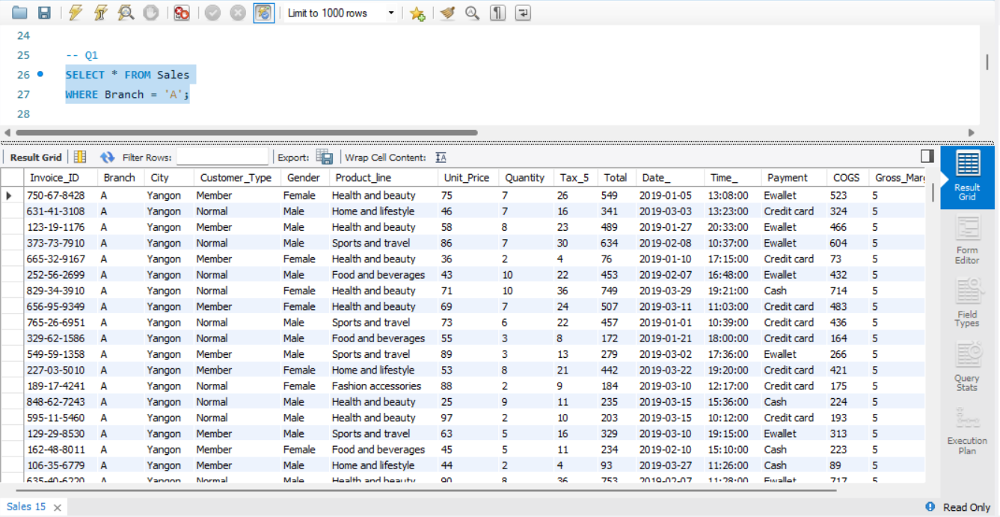 Limit to 1000 rows
24
25 -- Q1
26 SELECT * FROM Sales
27 WHERE Branch = 'A';
28
Result Grid Filter Rows: Export: Wrap Cell Content:
Invoice_ID Branch City Customer_Type Gender Product_line Unit_Price Quantity Tax_5 Total Date_ Time_ Payment COGS Gross_Marg
750-67-8428 A Yangon Member Female Health and beauty 75 7 26 549 2019-01-05 13:08:00 Ewallet 523 5
631-41-3108 A Yangon Normal Male Home and lifestyle 46 7 16 341 2019-03-03 13:23:00 Credit card 324 5
123-19-1176 A Yangon Member Male Health and beauty 58 8 23 489 2019-01-27 20:33:00 Ewallet 466 5
373-73-7910 A Yangon Normal Male Sports and travel 86 7 30 634 2019-02-08 10:37:00 Ewallet 604 5
665-32-9167 A Yangon Member Female Health and beauty 36 2 4 76 2019-01-10 17:15:00 Credit card 73 5
252-56-2699 A Yangon Normal Male Food and beverages 43 10 22 453 2019-02-07 16:48:00 Ewallet 432 5
829-34-3910 A Yangon Normal Female Health and beauty 71 10 36 749 2019-03-29 19:21:00 Cash 714 5
656-95-9349 A Yangon Member Female Health and beauty 69 7 24 507 2019-03-11 11:03:00 Credit card 483 5
765-26-6951 A Yangon Normal Male Sports and travel 73 6 22 457 2019-01-01 10:39:00 Credit card 436 5
329-62-1586 A Yangon Normal Male Food and beverages 55 3 8 172 2019-01-21 18:00:00 Credit card 164 5
549-59-1358 A Yangon Member Male Sports and travel 89 3 13 279 2019-03-02 17:36:00 Ewallet 266 5
227-03-5010 A Yangon Member Female Home and lifestyle 53 8 21 442 2019-03-22 19:20:00 Credit card 421 5
189-17-4241 A Yangon Normal Female Fashion accessories 88 2 9 184 2019-03-10 12:17:00 Credit card 175 5
848-62-7243 A Yangon Normal Male Health and beauty 25 9 11 235 2019-03-15 15:36:00 Cash 224 5
595-11-5460 A Yangon Normal Male Health and beauty 97 2 10 203 2019-03-15 10:12:00 Credit card 193 5
129-29-8530 A Yangon Member Male Sports and travel 63 5 16 329 2019-03-10 19:15:00 Ewallet 313 5
162-48-8011 A Yangon Member Female Food and beverages 45 5 11 234 2019-02-10 15:10:00 Cash 223 5
106-35-6779 A Yangon Member Male Home and lifestyle 44 2 4 93 2019-03-27 11:26:00 Cash 89 5
635-40-6220 A Yangon Normal Male Health and beauty 90 8 36 753 2019-02-07 11:28:00 Ewallet 717 5
Result
Grid
Form
Editor
Field
Types
Query
Stats
Execution
Plan
Sales 15
Read Only